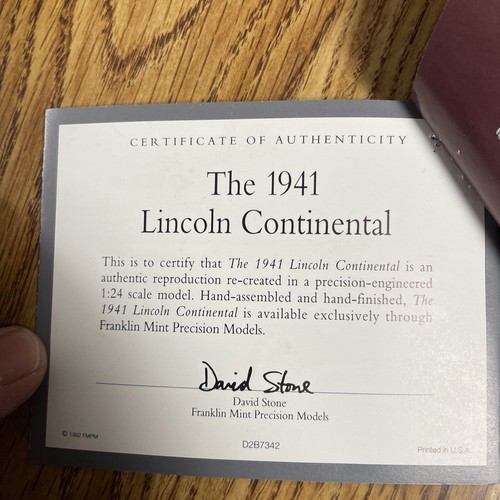 CERTIFICATE OF AUTHENTICITY
The 1941
Lincoln Continental
This is to certify that The 1941 Lincoln Continental is an
authentic reproduction re-created in a precision-engineered
1:24 scale model. Hand-assembled and hand-finished, The
1941 Lincoln Continental is available exclusively through
Franklin Mint Precision Models.
David Stone
David Stone
Franklin Mint Precision Models
© 1992 FMPM
D2B7342
Printed in U.S.A.